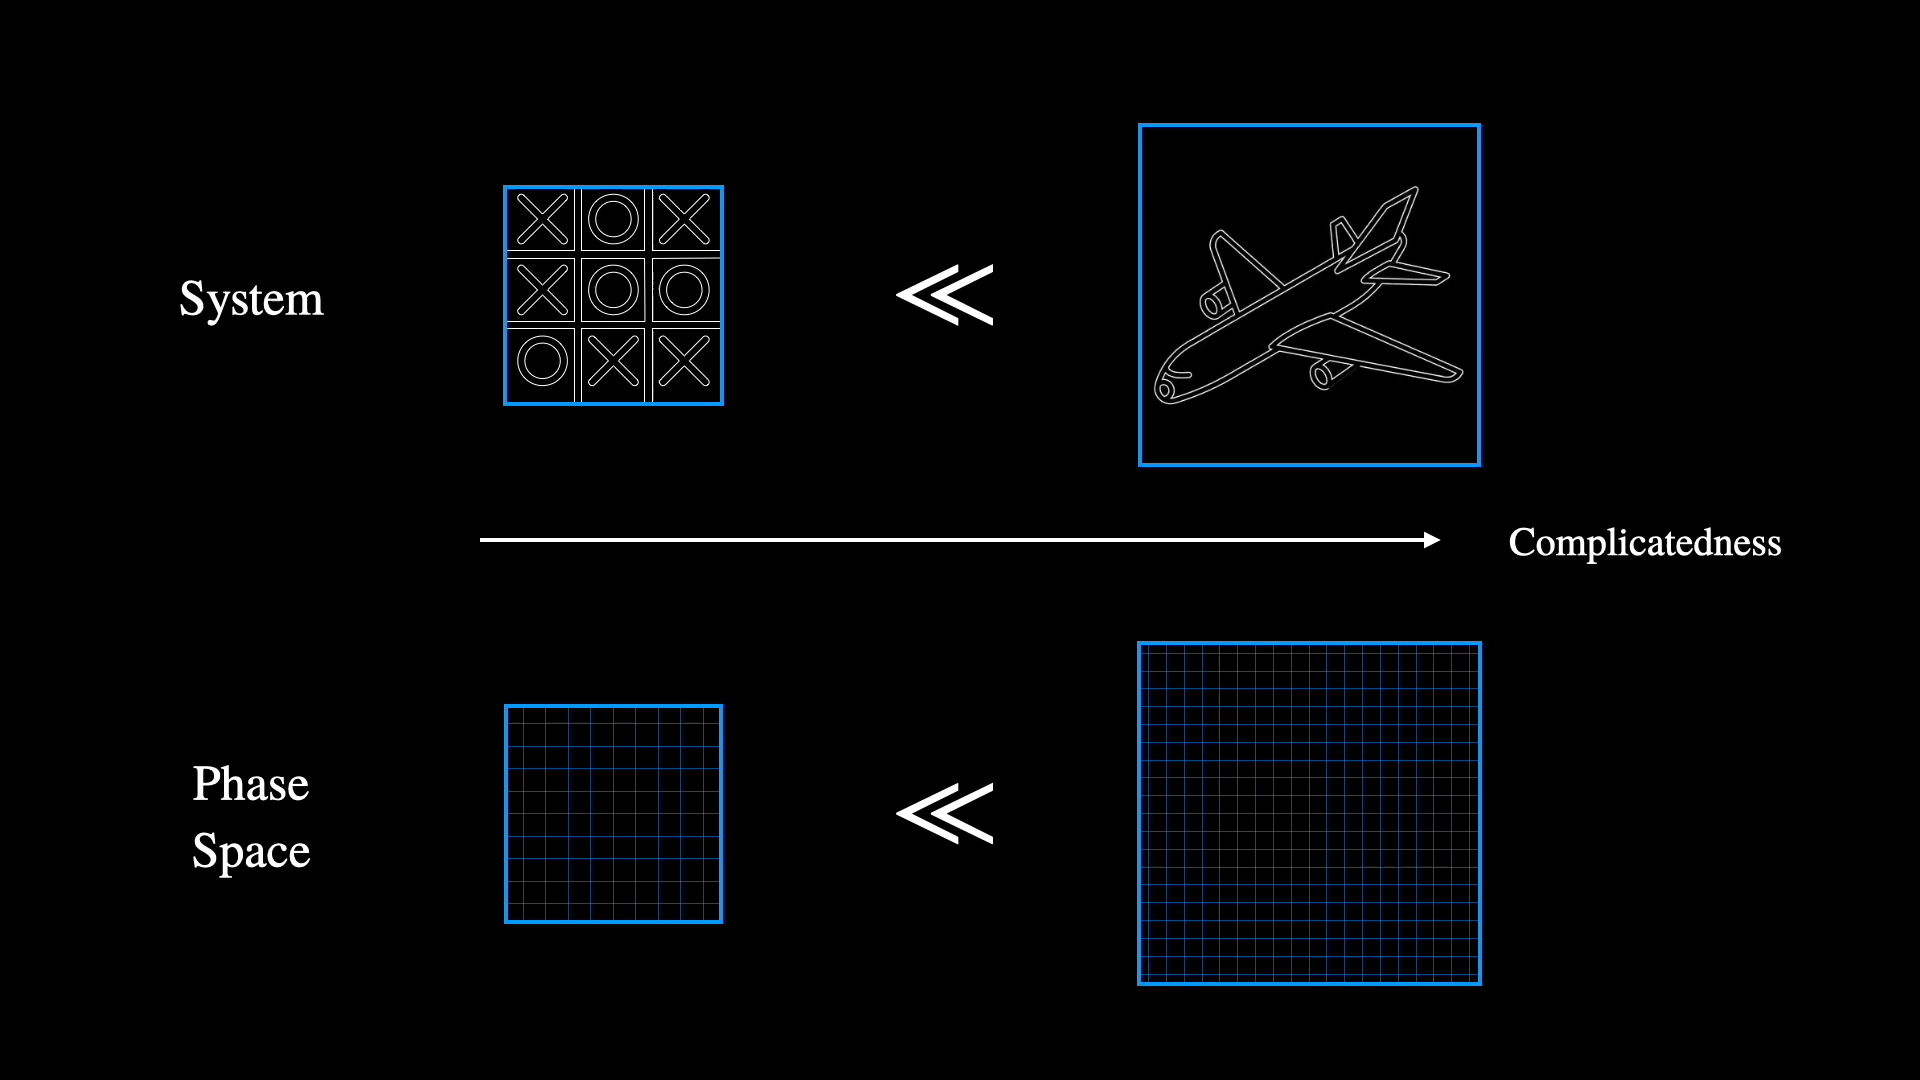 System
≪
Complicatedness
Phase
Space
≪